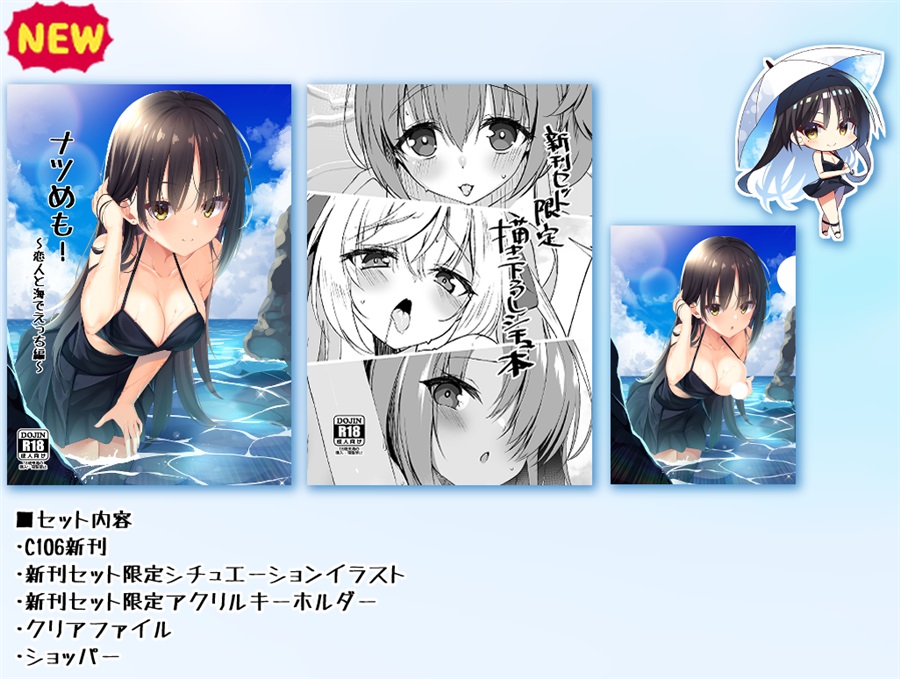 NEW
ナツめも！
～恋人と海でえっち編～
DOJIN
R18
成人向け
新刊セット限定
描き下ろしシチュ本
DOJIN
R18
成人向け
■セット内容
・C106新刊
・新刊セット限定シチュエーションイラスト
・新刊セット限定アクリルキーホルダー
・クリアファイル
・ショッパー